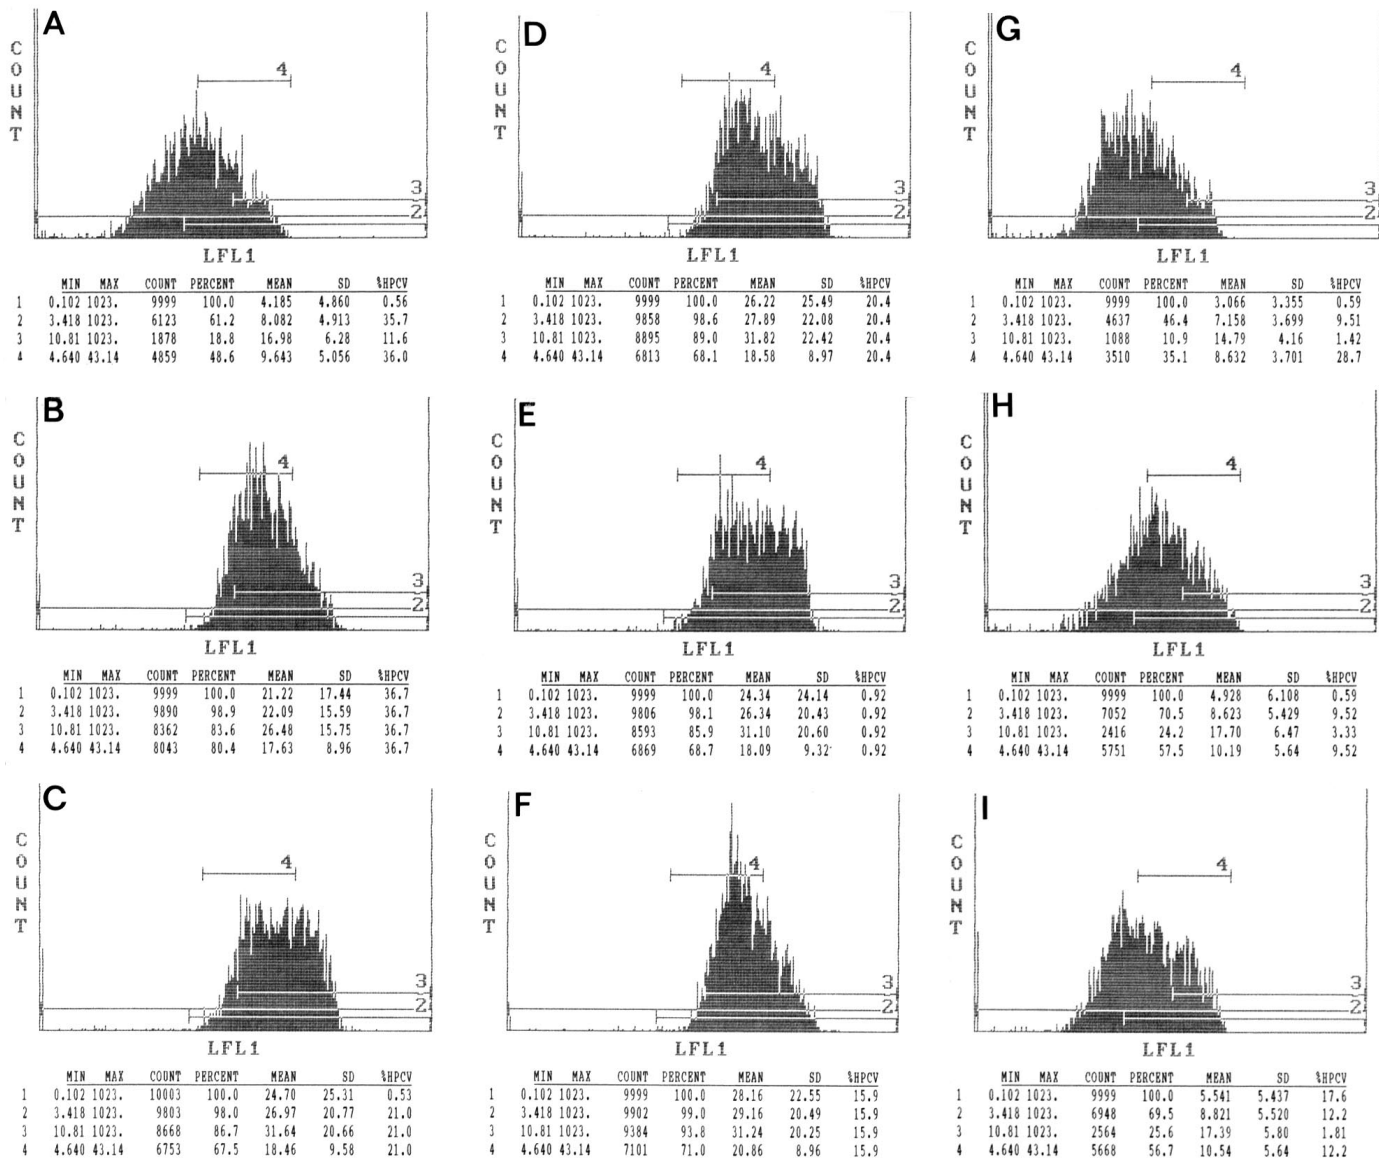 A
COUNT
4
3
2
LFL1
MIN MAX COUNT PERCENT MEAN SD %HPCV
1 0.102 1023. 9999 100.0 4.185 4.860 0.56
2 3.418 1023. 6123 61.2 8.082 4.913 35.7
3 10.81 1023. 1878 18.8 16.98 6.28 11.6
4 4.640 43.14 4859 48.6 9.643 5.056 36.0
D
COUNT
4
3
2
LFL1
MIN MAX COUNT PERCENT MEAN SD %HPCV
1 0.102 1023. 9999 100.0 26.22 25.49 20.4
2 3.418 1023. 9858 98.6 27.89 22.08 20.4
3 10.81 1023. 8895 89.0 31.82 22.42 20.4
4 4.640 43.14 6813 68.1 18.58 8.97 20.4
G
COUNT
4
3
2
LFL1
MIN MAX COUNT PERCENT MEAN SD %HPCV
1 0.102 1023. 9999 100.0 3.066 3.355 0.59
2 3.418 1023. 4637 46.4 7.158 3.699 9.51
3 10.81 1023. 1088 10.9 14.79 4.16 1.42
4 4.640 43.14 3510 35.1 8.632 3.701 28.7
B
COUNT
4
3
2
LFL1
MIN MAX COUNT PERCENT MEAN SD %HPCV
1 0.102 1023. 9999 100.0 21.22 17.44 36.7
2 3.418 1023. 9890 98.9 22.09 15.59 36.7
3 10.81 1023. 8362 83.6 26.48 15.75 36.7
4 4.640 43.14 8043 80.4 17.63 8.96 36.7
E
COUNT
4
3
2
LFL1
MIN MAX COUNT PERCENT MEAN SD %HPCV
1 0.102 1023. 9999 100.0 24.34 24.14 0.92
2 3.418 1023. 9806 98.1 26.34 20.43 0.92
3 10.81 1023. 8593 85.9 31.10 20.60 0.92
4 4.640 43.14 6869 68.7 18.09 9.32 0.92
H
COUNT
4
3
2
LFL1
MIN MAX COUNT PERCENT MEAN SD %HPCV
1 0.102 1023. 9999 100.0 4.928 6.108 0.59
2 3.418 1023. 7052 70.5 8.623 5.429 9.52
3 10.81 1023. 2416 24.2 17.70 6.47 3.33
4 4.640 43.14 5751 57.5 10.19 5.64 9.52
C
COUNT
4
3
2
LFL1
MIN MAX COUNT PERCENT MEAN SD %HPCV
1 0.102 1023. 10003 100.0 24.70 25.31 0.53
2 3.418 1023. 9803 98.0 26.97 20.77 21.0
3 10.81 1023. 8668 86.7 31.64 20.66 21.0
4 4.640 43.14 6753 67.5 18.46 9.58 21.0
F
COUNT
4
3
2
LFL1
MIN MAX COUNT PERCENT MEAN SD %HPCV
1 0.102 1023. 9999 100.0 28.16 22.55 15.9
2 3.418 1023. 9902 99.0 29.16 20.49 15.9
3 10.81 1023. 9384 93.8 31.24 20.25 15.9
4 4.640 43.14 7101 71.0 20.86 8.96 15.9
I
COUNT
4
3
2
LFL1
MIN MAX COUNT PERCENT MEAN SD %HPCV
1 0.102 1023. 9999 100.0 5.541 5.437 17.6
2 3.418 1023. 6948 69.5 8.821 5.520 12.2
3 10.81 1023. 2564 25.6 17.39 5.80 1.81
4 4.640 43.14 5668 56.7 10.54 5.64 12.2